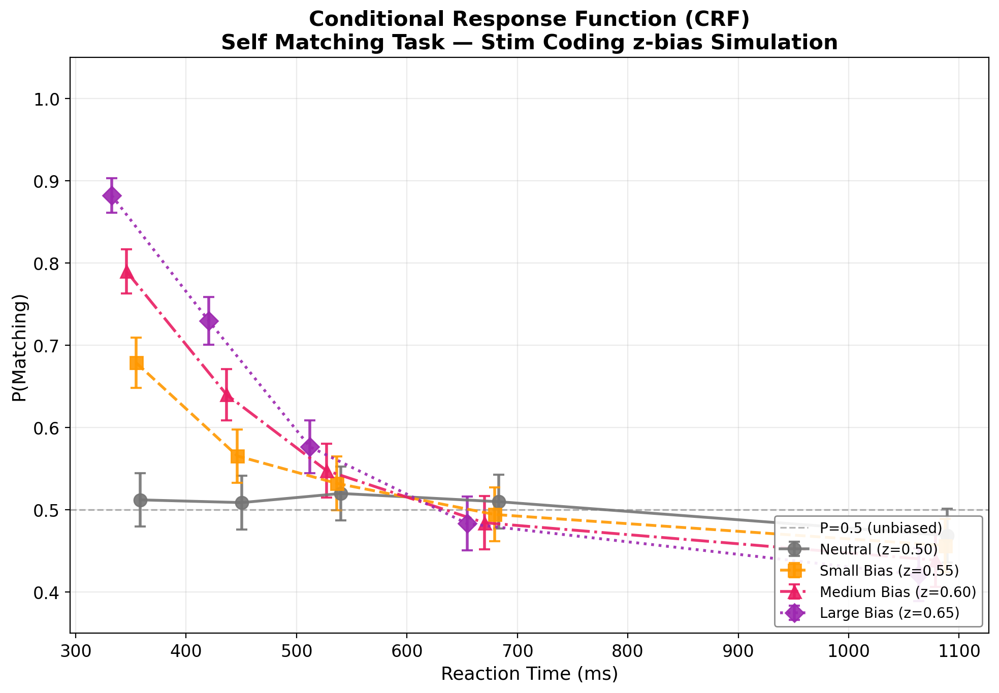 Conditional Response Function (CRF)
Self Matching Task — Stim Coding z-bias Simulation
P(Matching)
1.0
0.9
0.8
0.7
0.6
0.5
0.4
P=0.5 (unbiased)
Neutral (z=0.50)
Small Bias (z=0.55)
Medium Bias (z=0.60)
Large Bias (z=0.65)
300 400 500 600 700 800 900 1000 1100
Reaction Time (ms)